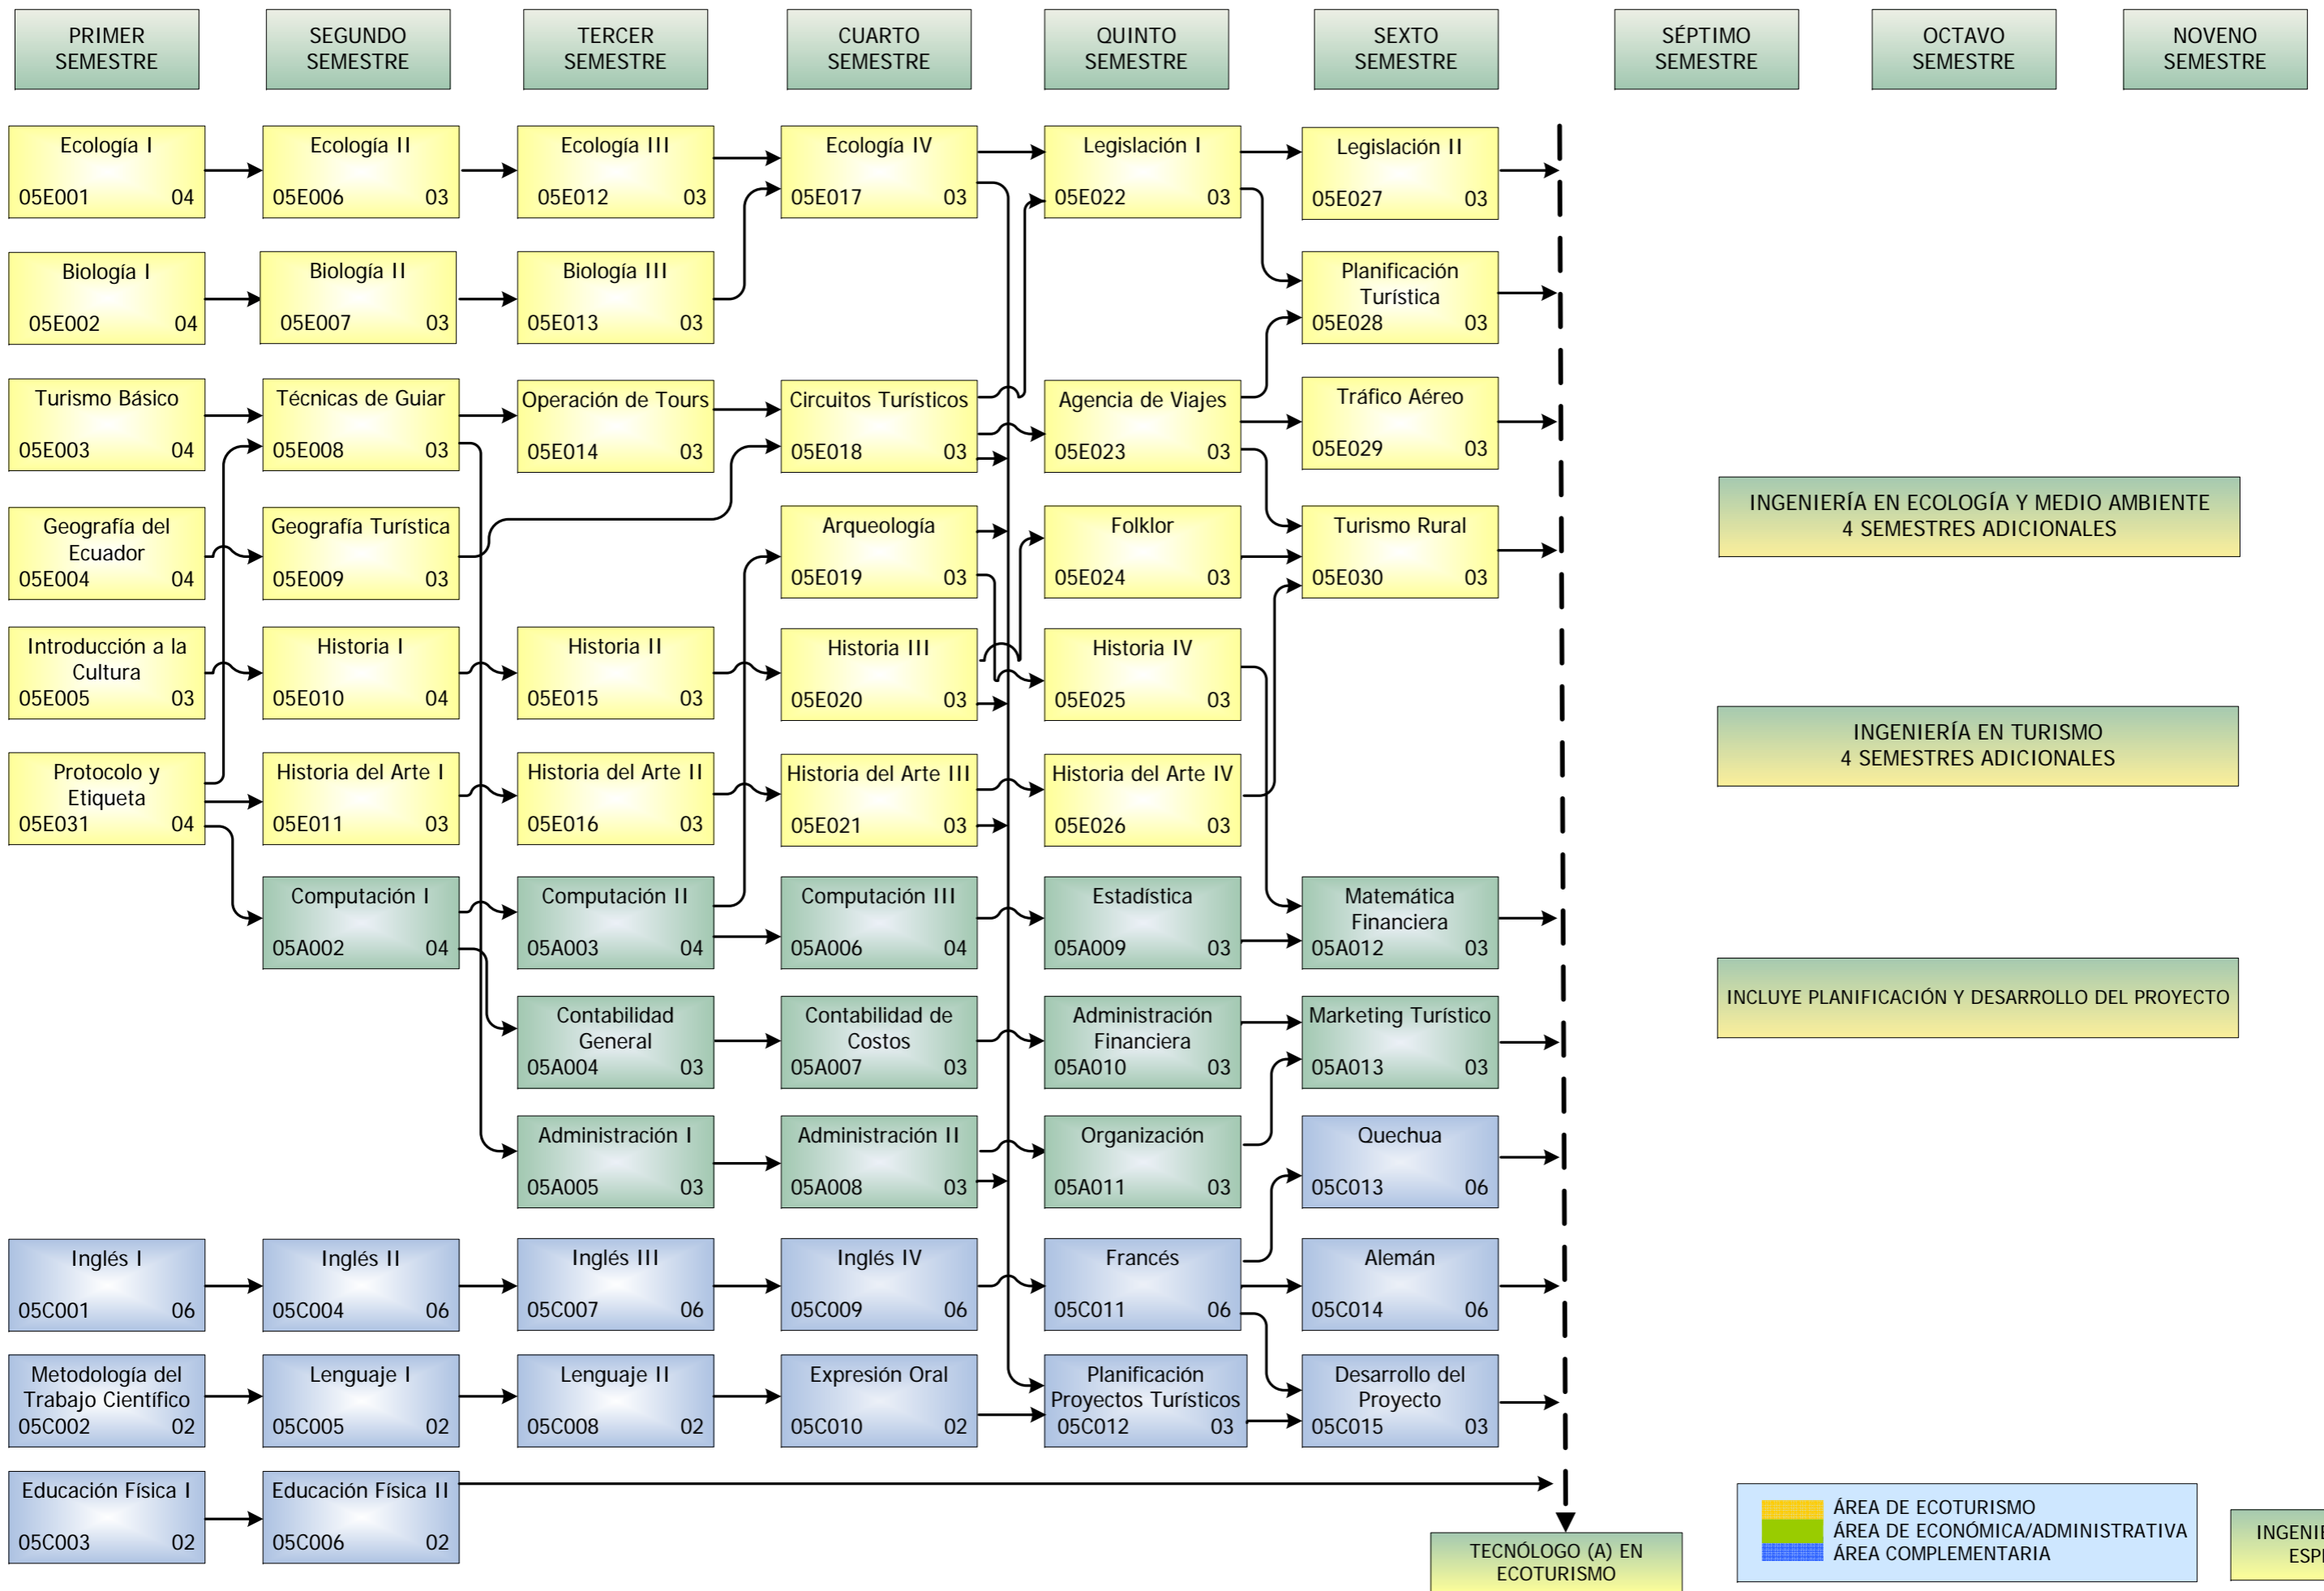 PRIMER
SEMESTRE
SEGUNDO
SEMESTRE
TERCER
SEMESTRE
CUARTO
SEMESTRE
QUINTO
SEMESTRE
SEXTO
SEMESTRE
SÉPTIMO
SEMESTRE
OCTAVO
SEMESTRE
NOVENO
SEMESTRE
Ecología I
05E001 04
Ecología II
05E006 03
Ecología III
05E012 03
Ecología IV
05E017 03
Legislación I
05E022 03
Legislación II
05E027 03
Biología I
05E002 04
Biología II
05E007 03
Biología III
05E013 03
Planificación
Turística
05E028 03
Turismo Básico
05E003 04
Técnicas de Guiar
05E008 03
Operación de Tours
05E014 03
Circuitos Turísticos
05E018 03
Agencia de Viajes
05E023 03
Tráfico Aéreo
05E029 03
Geografía del
Ecuador
05E004 04
Geografía Turística
05E009 03
Arqueología
05E019 03
Folklor
05E024 03
Turismo Rural
05E030 03
INGENIERÍA EN ECOLOGÍA Y MEDIO AMBIENTE
4 SEMESTRES ADICIONALES
Introducción a la
Cultura
05E005 03
Historia I
05E010 04
Historia II
05E015 03
Historia III
05E020 03
Historia IV
05E025 03
INGENIERÍA EN TURISMO
4 SEMESTRES ADICIONALES
Protocolo y
Etiqueta
05E031 04
Historia del Arte I
05E011 03
Historia del Arte II
05E016 03
Historia del Arte III
05E021 03
Historia del Arte IV
05E026 03
Computación I
05A002 04
Computación II
05A003 04
Computación III
05A006 04
Estadística
05A009 03
Matemática
Financiera
05A012 03
INCLUYE PLANIFICACIÓN Y DESARROLLO DEL PROYECTO
Contabilidad
General
05A004 03
Contabilidad de
Costos
05A007 03
Administración
Financiera
05A010 03
Marketing Turístico
05A013 03
Administración I
05A005 03
Administración II
05A008 03
Organización
05A011 03
Quechua
05C013 06
Inglés I
05C001 06
Inglés II
05C004 06
Inglés III
05C007 06
Inglés IV
05C009 06
Francés
05C011 06
Alemán
05C014 06
Metodología del
Trabajo Científico
05C002 02
Lenguaje I
05C005 02
Lenguaje II
05C008 02
Expresión Oral
05C010 02
Planificación
Proyectos Turísticos
05C012 03
Desarrollo del
Proyecto
05C015 03
Educación Física I
05C003 02
Educación Física II
05C006 02
TECNÓLOGO (A) EN
ECOTURISMO
ÁREA DE ECOTURISMO
ÁREA DE ECONÓMICA/ADMINISTRATIVA
ÁREA COMPLEMENTARIA